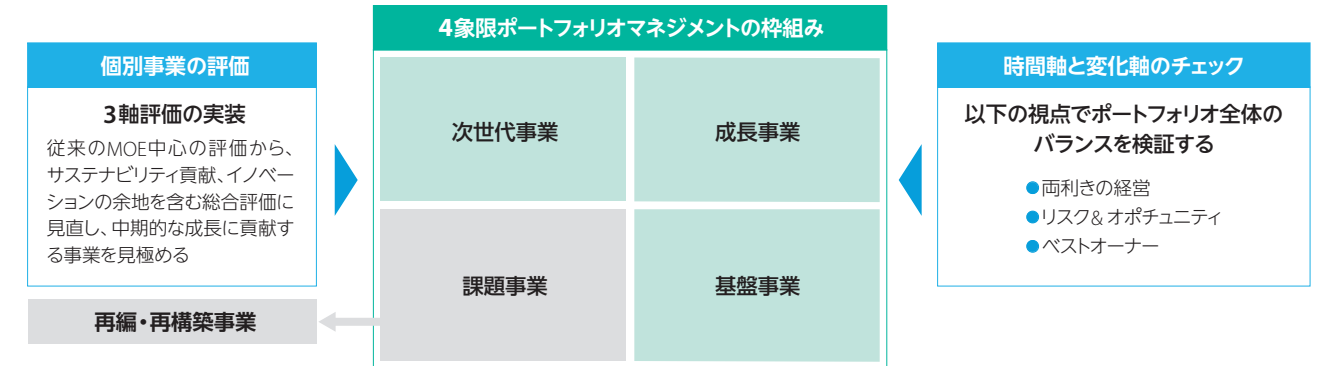 4象限ポートフォリオマネジメントの枠組み
個別事業の評価
3軸評価の実装
従来のMOE中心の評価から、
サステナビリティ貢献、イノベー
ションの余地を含む総合評価に
見直し、中期的な成長に貢献す
る事業を見極める
再編・再構築事業
次世代事業
成長事業
課題事業
基盤事業
時間軸と変化軸のチェック
以下の視点でポートフォリオ全体の
バランスを検証する
●両利きの経営
●リスク&オポチュニティ
●ベストオーナー